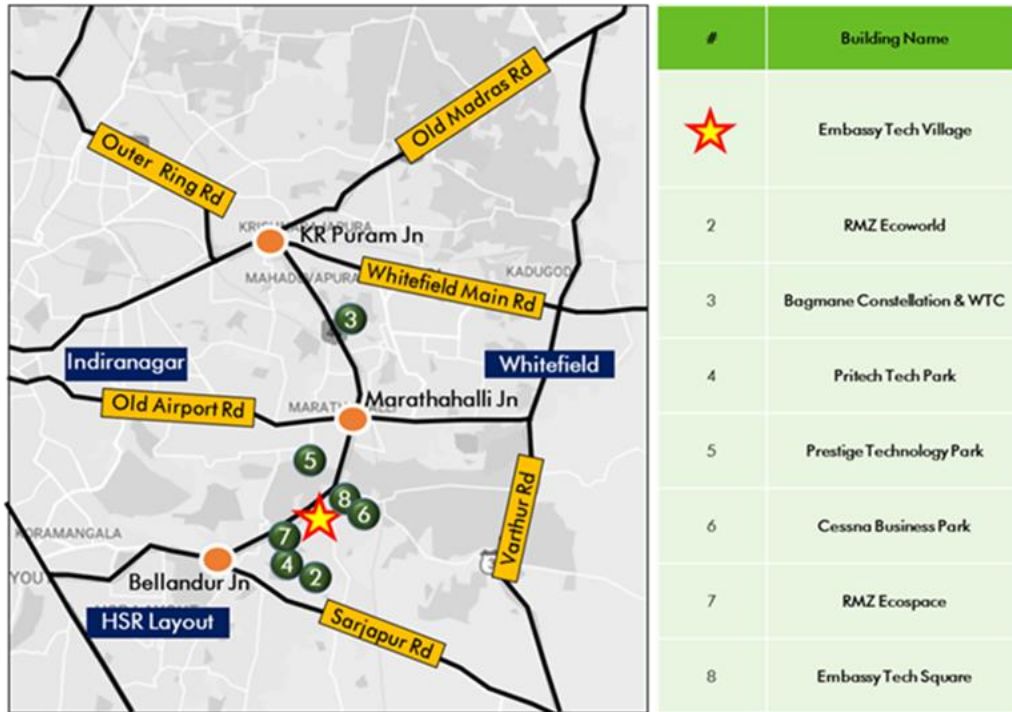 Old Madras Rd
Outer Ring Rd
KR Puram Jn
MAHADEVAPURA
KADUGOD
Whitefield Main Rd
3
Indiranagar
Whitefield
Old Airport Rd
Marathahalli Jn
5
8
6
Varthur Rd
KORAMANGALA
7
4
2
Bellandur Jn
HSR Layout
Sarjapur Rd
# Building Name
Embassy Tech Village
2 RMZ Ecoworld
3 Bagmane Constellation & WTC
4 Pritech Tech Park
5 Prestige Technology Park
6 Cessna Business Park
7 RMZ Ecospace
8 Embassy Tech Square